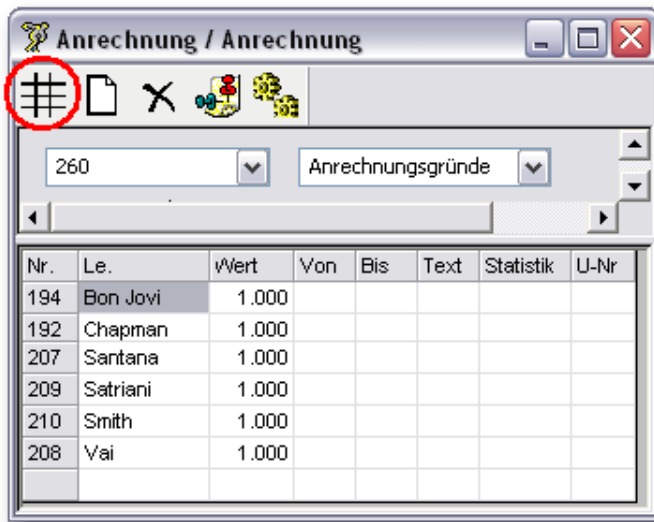 Anrechnung / Anrechnung
260 Anrechnungsgründe
Nr. Le. Wert Von Bis Text Statistik U-Nr
194 Bon Jovi 1.000
192 Chapman 1.000
207 Santana 1.000
209 Satriani 1.000
210 Smith 1.000
208 Vai 1.000